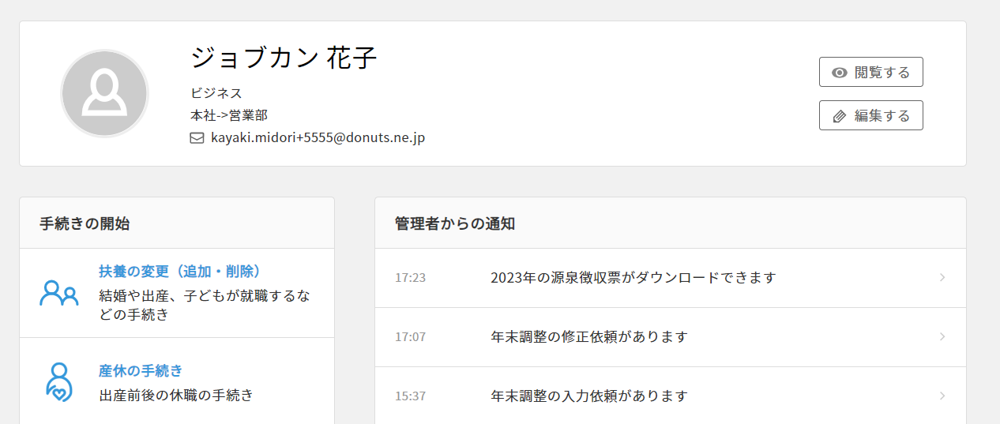 ジョブカン 花子
ビジネス
本社->営業部
kayaki.midori+5555@donuts.ne.jp
閲覧する
編集する
手続きの開始
扶養の変更（追加・削除）
結婚や出産、子どもが就職するな
どの手続き
産休の手続き
出産前後の休職の手続き
管理者からの通知
17:23 2023年の源泉徴収票がダウンロードできます
17:07 年末調整の修正依頼があります
15:37 年末調整の入力依頼があります